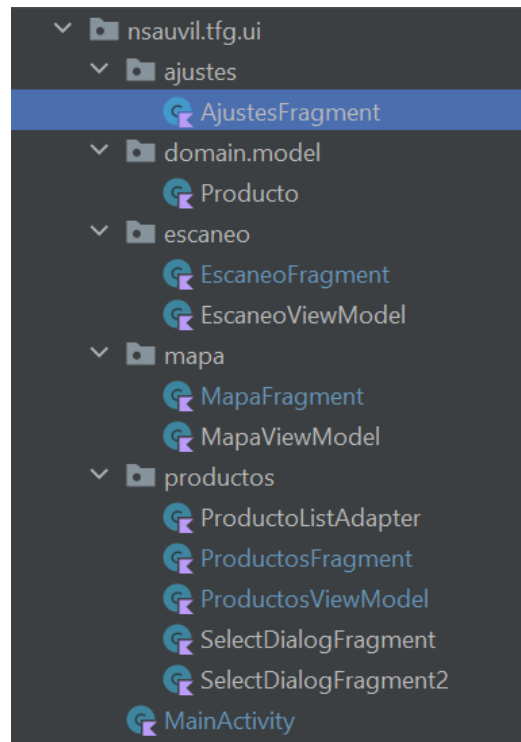 nsauvil.tfg.ui
ajustes
AjustesFragment
domain.model
Producto
escaneo
EscaneoFragment
EscaneoViewModel
mapa
MapaFragment
MapaViewModel
productos
ProductoListAdapter
ProductosFragment
ProductosViewModel
SelectDialogFragment
SelectDialogFragment2
MainActivity